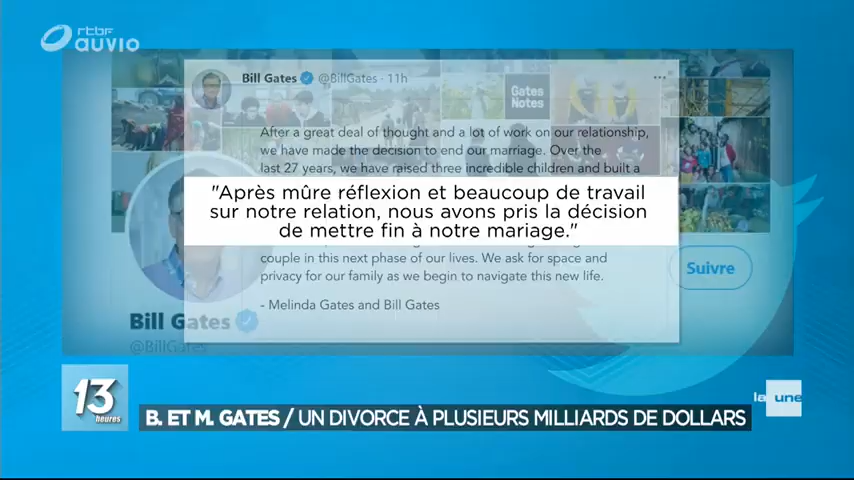 rtbf
auvio
Bill Gates @BillGates · 11h
Gates
Notes
After a great deal of thought and a lot of work on our relationship,
we have made the decision to end our marriage. Over the
last 27 years, we have raised three incredible children and built a
"Après mûre réflexion et beaucoup de travail
sur notre relation, nous avons pris la décision
de mettre fin à notre mariage."
couple in this next phase of our lives. We ask for space and
privacy for our family as we begin to navigate this new life.
- Melinda Gates and Bill Gates
Suivre
Bill Gates
@BillGates
13
heures
B. ET M. GATES / UN DIVORCE À PLUSIEURS MILLIARDS DE DOLLARS
la une